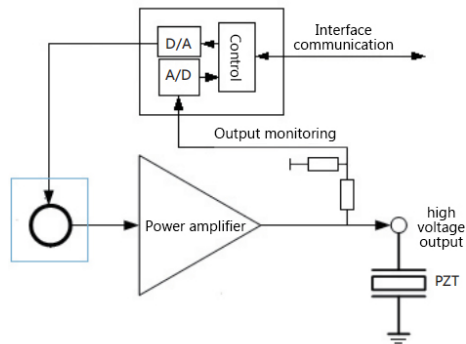 D/A
A/D
Control
Interface
communication
Output monitoring
Power amplifier
high
voltage
output
PZT